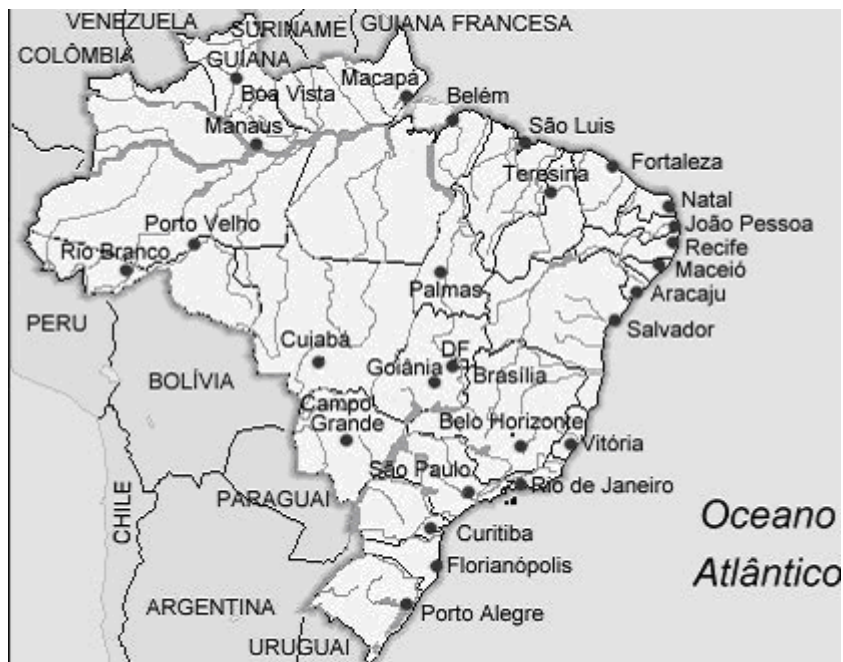 VENEZUELA
SURINAME
GUIANA FRANCESA
COLÔMBIA
GUIANA
Boa Vista
Macapá
Belém
Manaus
São Luis
Fortaleza
Teresina
Natal
João Pessoa
Porto Velho
Recife
Rio Branco
Maceió
Palmas
Aracaju
PERU
Salvador
Cuiabá
DF
Goiânia
Brasília
BOLÍVIA
Campo
Grande
Belo Horizonte
Vitória
São Paulo
Rio de Janeiro
PARAGUAI
CHILE
Oceano
Atlântico
Curitiba
Florianópolis
ARGENTINA
Porto Alegre
URUGUAI